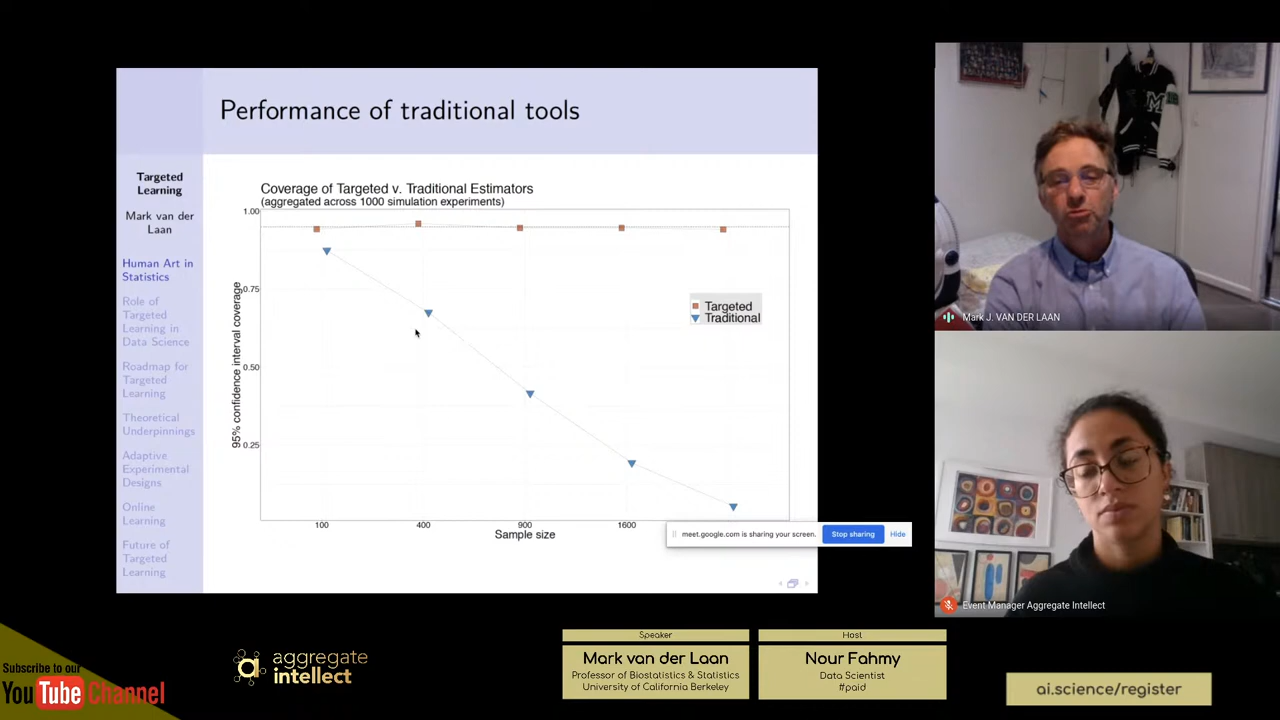 Performance of traditional tools
Targeted
Learning
Mark van der
Laan
Human Art in
Statistics
Role of
Targeted
Learning in
Data Science
Roadmap for
Targeted
Learning
Theoretical
Underpinnings
Adaptive
Experimental
Designs
Online
Learning
Future of
Targeted
Learning
Coverage of Targeted v. Traditional Estimators
(aggregated across 1000 simulation experiments)
95% confidence interval coverage
1.00
0.75
0.50
0.25
Targeted
Traditional
100
400
900
1600
Sample size
meet.google.com is sharing your screen.
Stop sharing
Hide
M
Mark J. VAN DER LAAN
Event Manager Aggregate Intellect
Subscribe to our
YouTube Channel
a
aggregate
intellect
Speaker
Mark van der Laan
Professor of Biostatistics & Statistics
University of California Berkeley
Host
Nour Fahmy
Data Scientist
#paid
ai.science/register